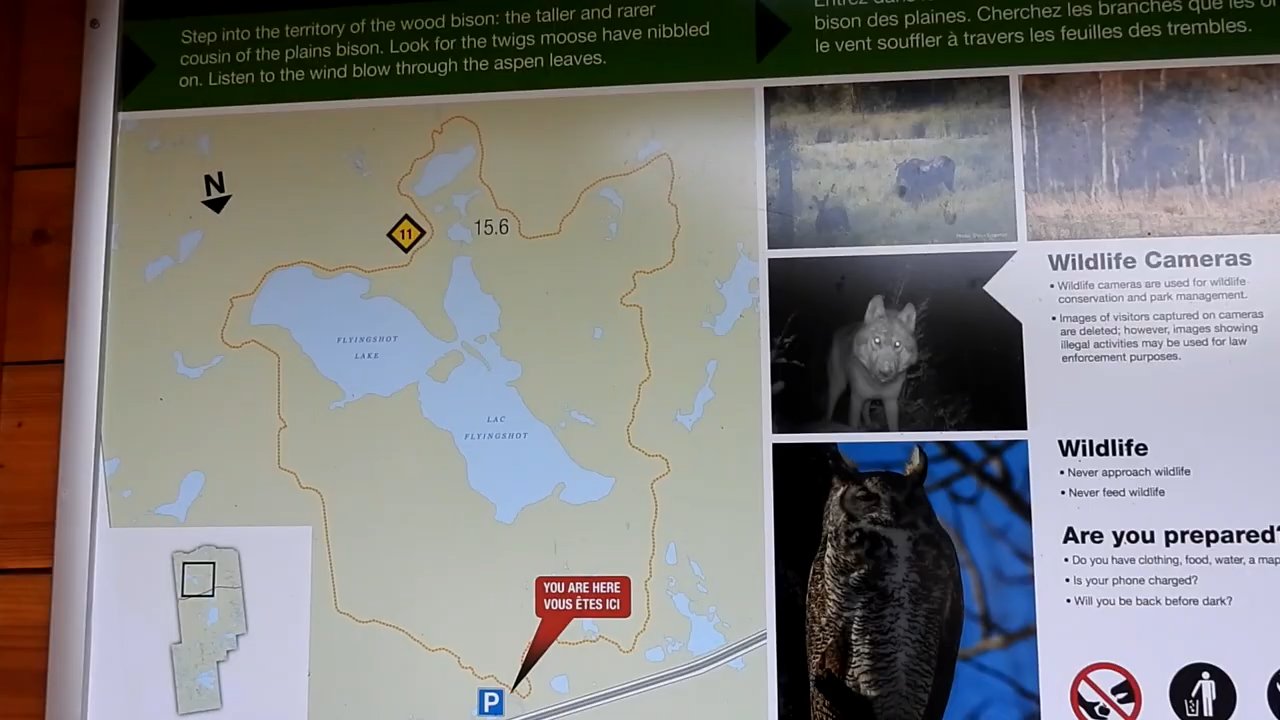 Step into the territory of the wood bison: the taller and rarer
cousin of the plains bison. Look for the twigs moose have nibbled
on. Listen to the wind blow through the aspen leaves.
bison des plaines. Cherchez les branches que les
le vent souffler à travers les feuilles des trembles.
N
11
15.6
FLYINGSHOT
LAKE
LAC
FLYINGSHOT
YOU ARE HERE
VOUS ÊTES ICI
P
Wildlife Cameras
• Wildlife cameras are used for wildlife
conservation and park management.
• Images of visitors captured on cameras
are deleted; however, images showing
illegal activities may be used for law
enforcement purposes.
Wildlife
• Never approach wildlife
• Never feed wildlife
Are you prepared?
• Do you have clothing, food, water, a map
• Is your phone charged?
• Will you be back before dark?